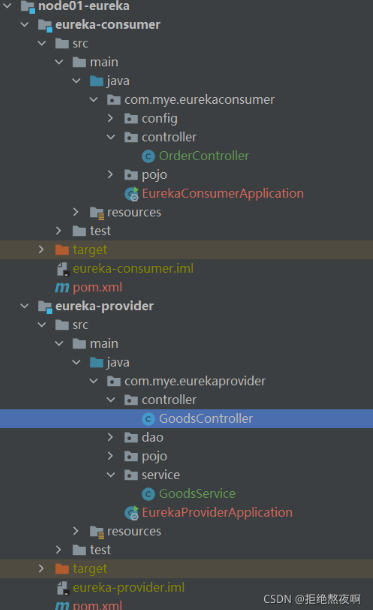 node01-eureka
eureka-consumer
src
main
java
com.mye.eurekaconsumer
config
controller
OrderController
pojo
EurekaConsumerApplication
resources
test
target
eureka-consumer.iml
pom.xml
eureka-provider
src
main
java
com.mye.eurekaprovider
controller
GoodsController
dao
pojo
service
GoodsService
EurekaProviderApplication
resources
test
target
eureka-provider.iml
pom.xml
CSDN @拒绝熬夜啊